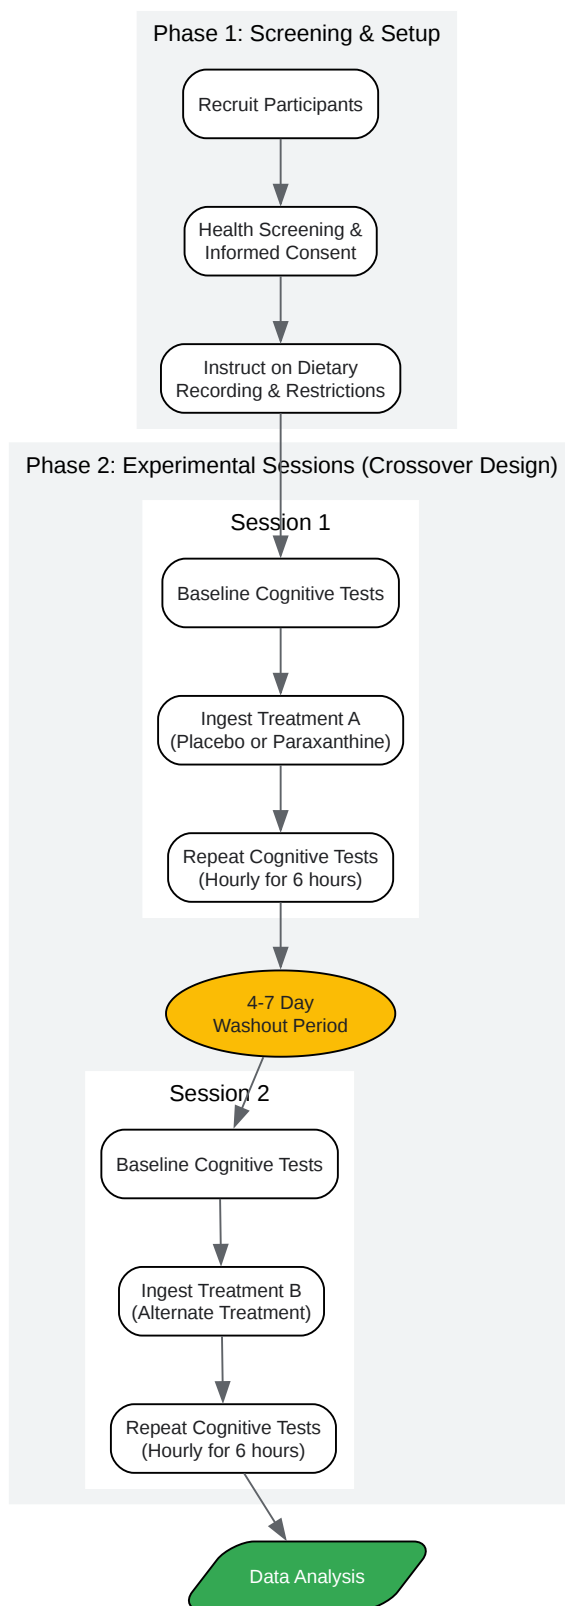 Phase 1: Screening & Setup
Recruit Participants
Health Screening &
Informed Consent
Instruct on Dietary
Recording & Restrictions
Phase 2: Experimental Sessions (Crossover Design)
Session 1
Baseline Cognitive Tests
Ingest Treatment A
(Placebo or Paraxanthine)
Repeat Cognitive Tests
(Hourly for 6 hours)
4-7 Day
Washout Period
Session 2
Baseline Cognitive Tests
Ingest Treatment B
(Alternate Treatment)
Repeat Cognitive Tests
(Hourly for 6 hours)
Data Analysis